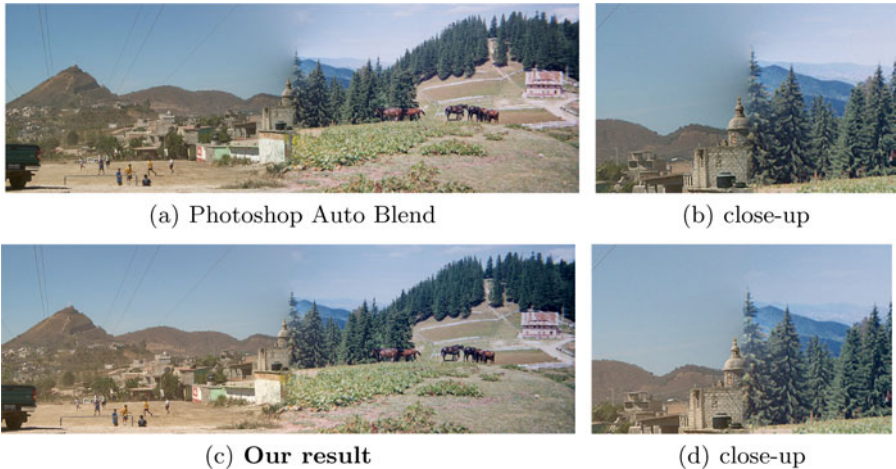 (a) Photoshop Auto Blend
(b) close-up
(c) Our result
(d) close-up